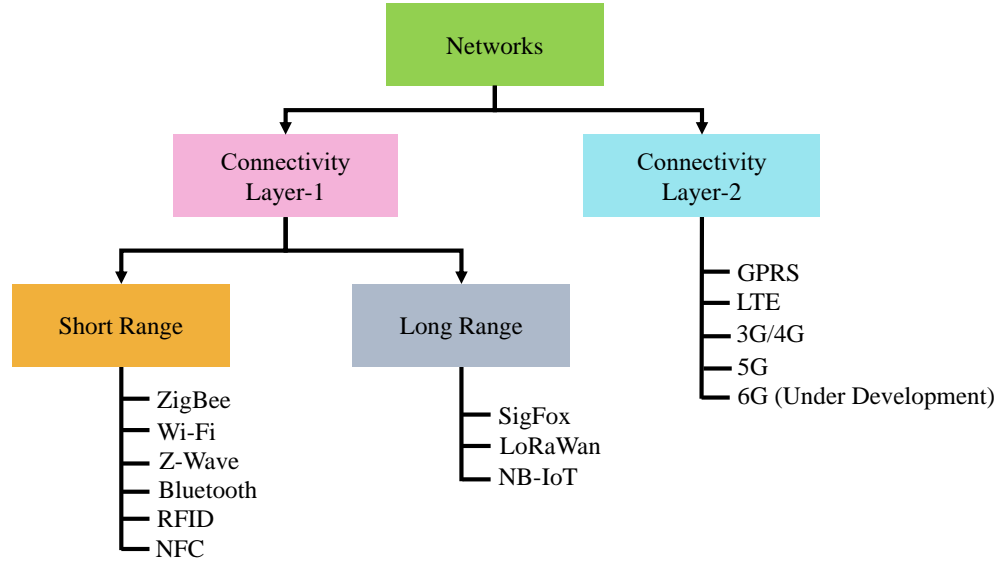 Networks
Connectivity
Layer-1
Connectivity
Layer-2
Short Range
Long Range
GPRS
LTE
3G/4G
5G
6G (Under Development)
ZigBee
Wi-Fi
Z-Wave
Bluetooth
RFID
NFC
SigFox
LoRaWan
NB-IoT